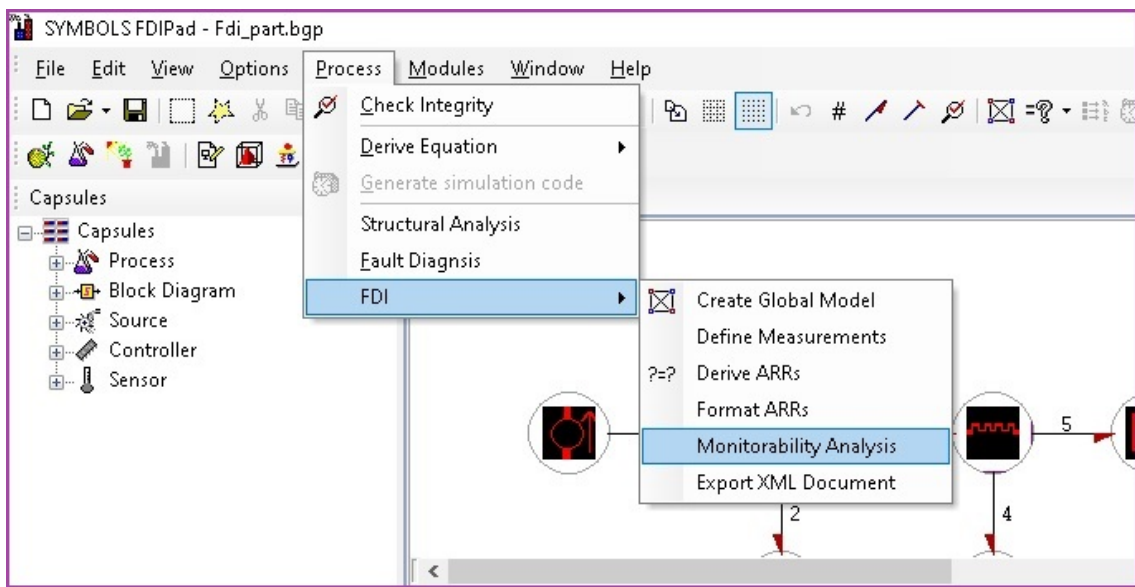 SYMBOLS FDIPad - Fdi_part.bgp
File Edit View Options Process Modules Window Help
# =?
Check Integrity
Derive Equation
Generate simulation code
Structural Analysis
Fault Diagnsis
FDI
Capsules
Capsules
Process
Block Diagram
Source
Controller
Sensor
Create Global Model
Define Measurements
?=? Derive ARRs
Format ARRs
Monitorability Analysis
Export XML Document
5
2
4